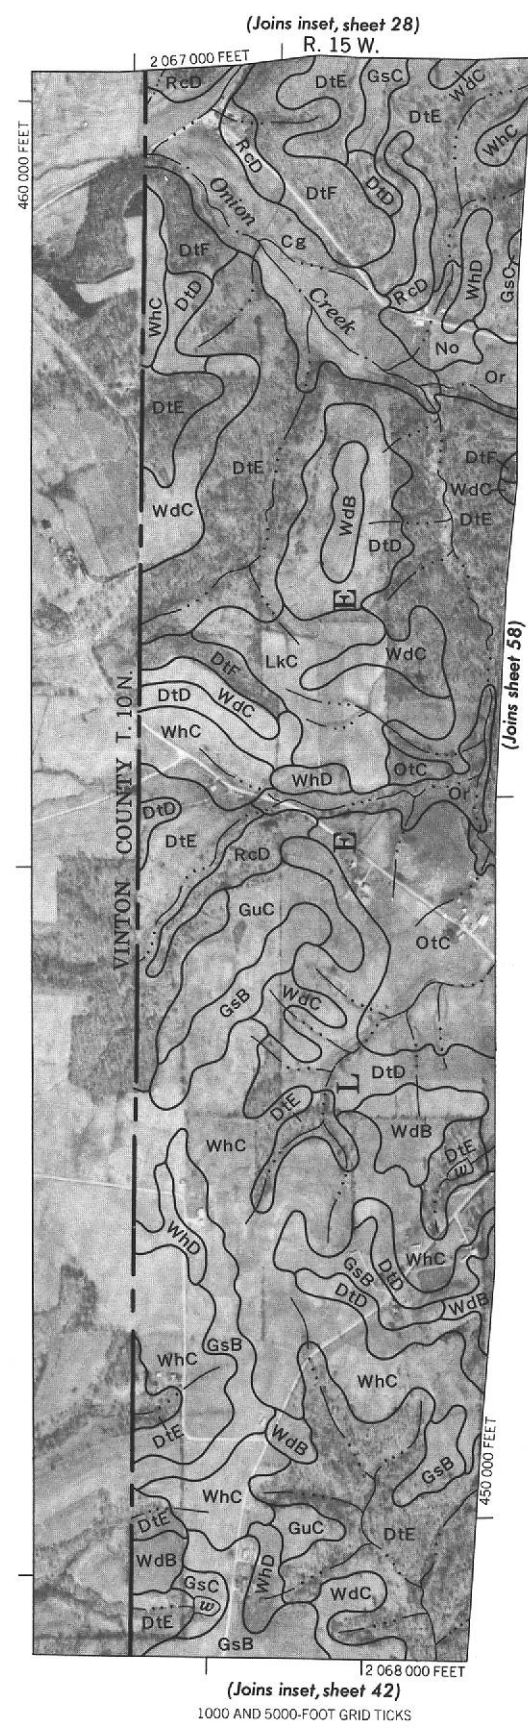 (Joins inset, sheet 28)
2 067 000 FEET
R. 15 W.
RcD
DtE
GsC
WdC
DtE
WhC
460 000 FEET
RcD
DtF
DtD
Onion
Cg
DtF
DtD
WhC
Creek
RcD
WhD
GsC
No
Or
DtE
DtE
DtF
WdC
DtE
WdC
WdB
DtD
E
LkC
WdC
DtF
DtD
WdC
WhC
(Joins sheet 58)
WhD
OtC
Or
VINTON COUNTY T. 10 N.
DtD
DtE
RcD
E
GuC
OtC
GsB
WdC
DtD
L
DtE
WdB
WhC
DtE
w
WhD
GsB
DtD
WhC
DtD
WdB
GsB
WhC
WhC
DtE
WdB
GsB
450 000 FEET
WhC
DtE
GuC
DtE
WdB
WhD
GsC
w
WdC
DtE
GsB
2 068 000 FEET
(Joins inset, sheet 42)
1000 AND 5000-FOOT GRID TICKS